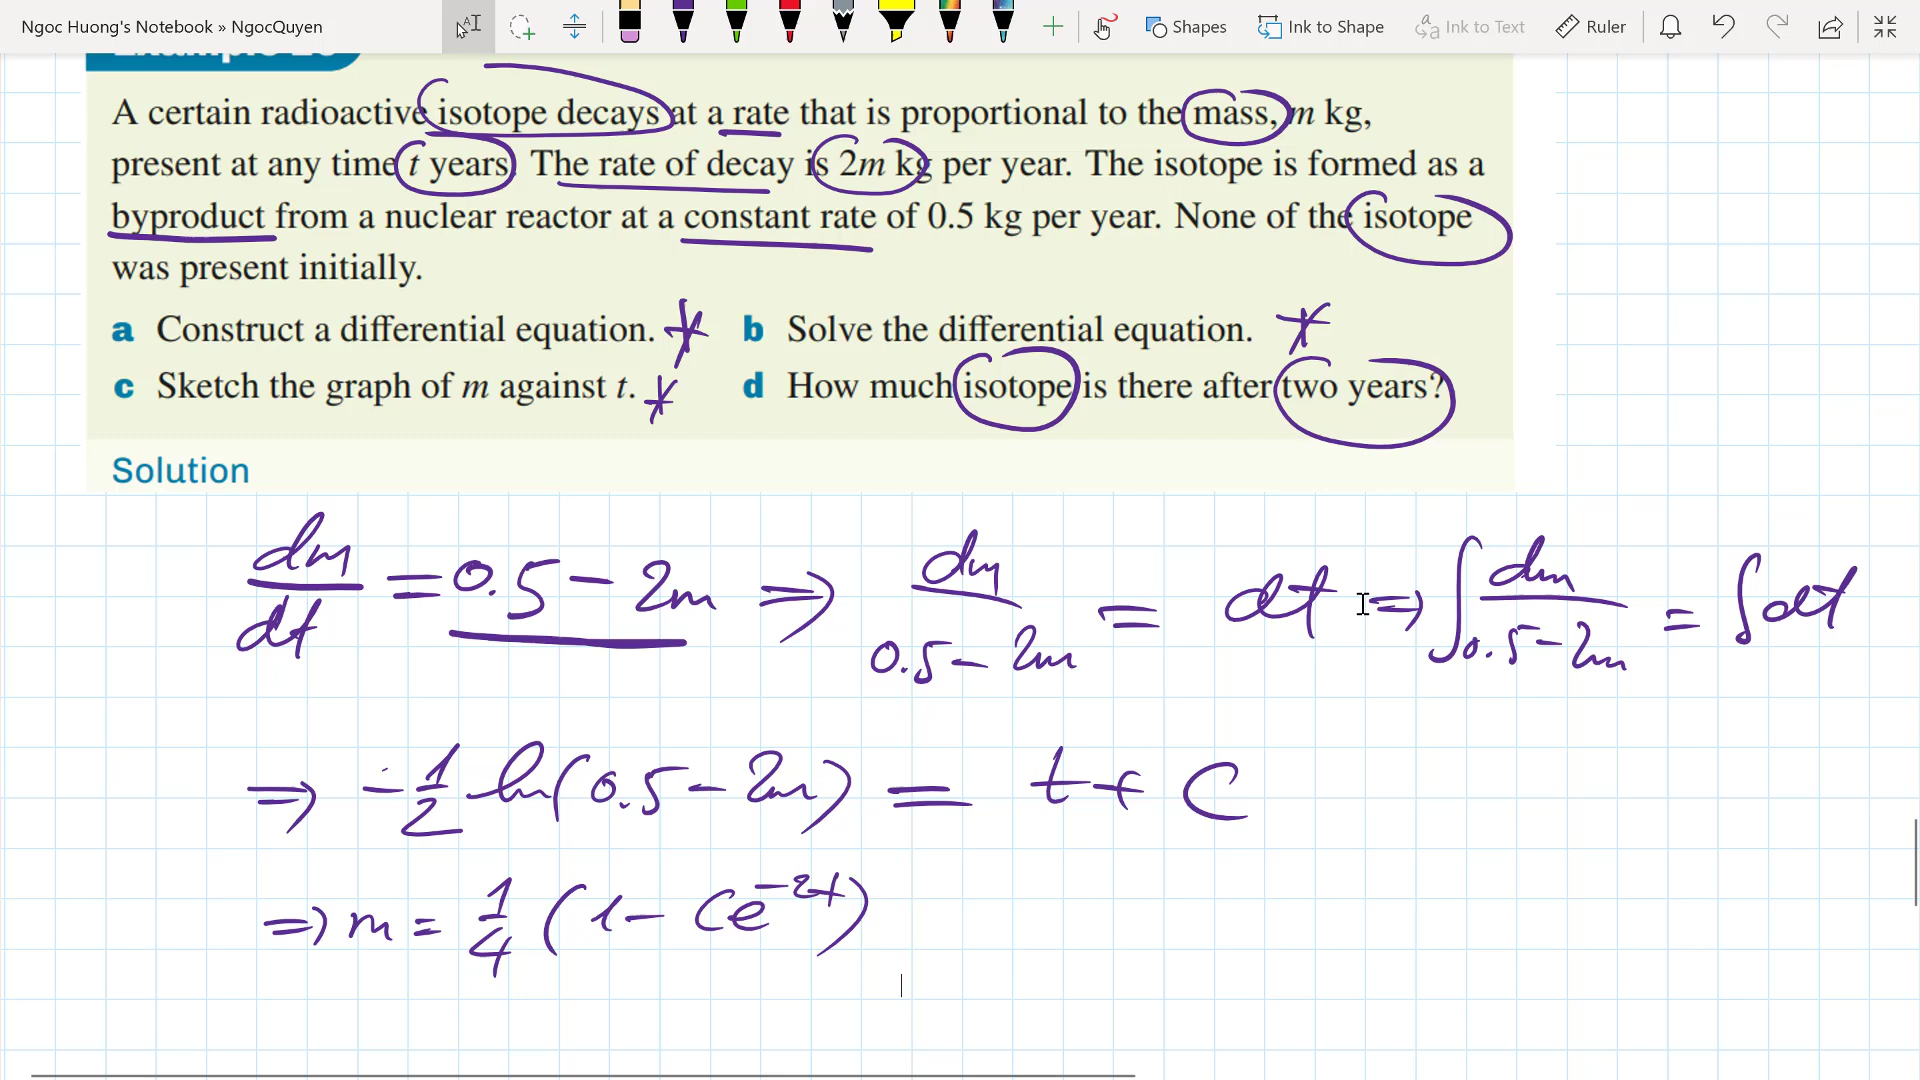 Ngoc Huong's Notebook » NgocQuyen
Shapes
Ink to Shape
Ink to Text
Ruler
A certain radioactive isotope decays at a rate that is proportional to the mass, m kg,
present at any time t years. The rate of decay is 2m kg per year. The isotope is formed as a
byproduct from a nuclear reactor at a constant rate of 0.5 kg per year. None of the isotope
was present initially.
a Construct a differential equation. b Solve the differential equation.
c Sketch the graph of m against t. d How much isotope is there after two years?
Solution
dm/dt = 0.5 - 2m ⇒ dm/(0.5 - 2m) = dt ⇒ ∫ dm/(0.5 - 2m) = ∫ dt
⇒ -1/2 ln(0.5 - 2m) = t + C
⇒ m = 1/4 (1 - Ce^{-2t})